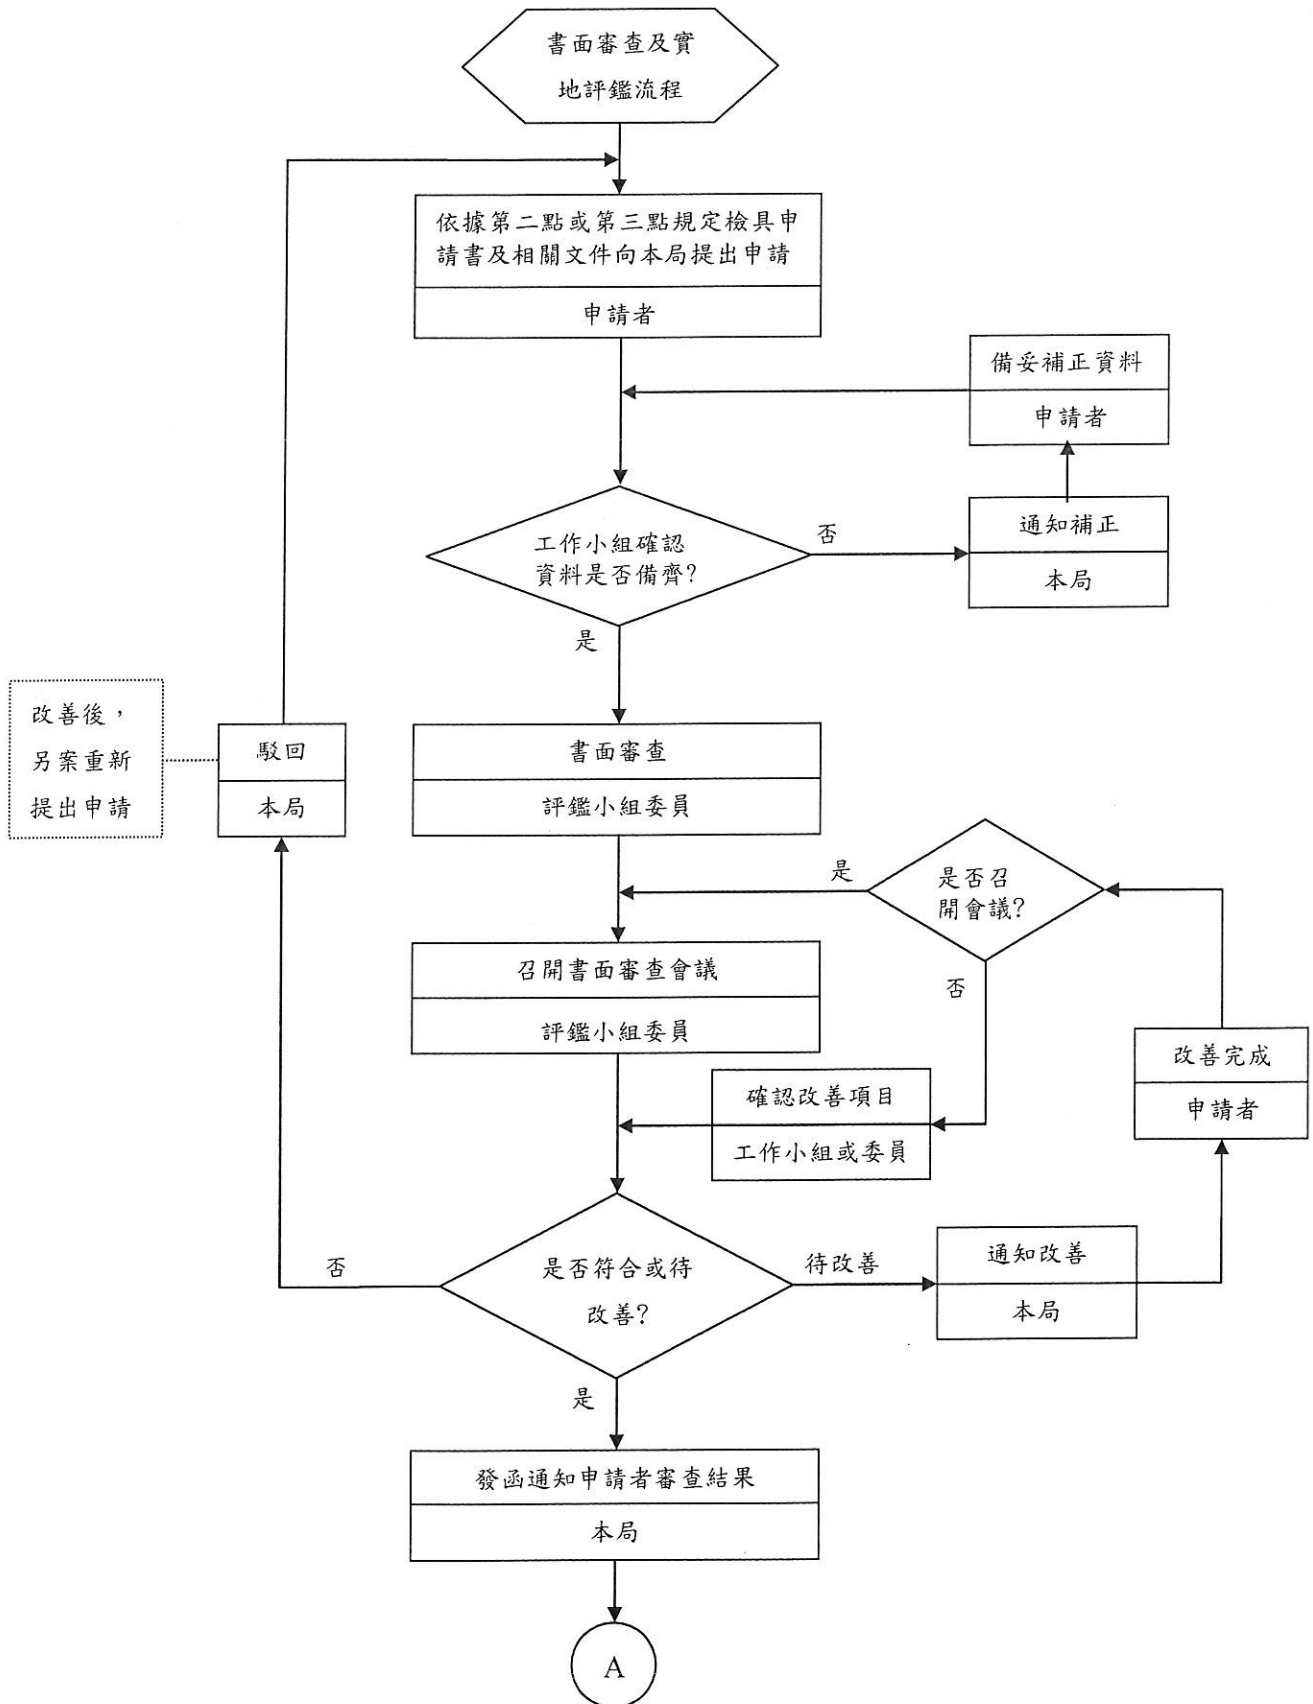 書面審查及實
地評鑑流程
依據第二點或第三點規定檢具申
請書及相關文件向本局提出申請
申請者
備妥補正資料
申請者
工作小組確認
資料是否備齊?
否
通知補正
本局
是
改善後，
另案重新
提出申請
駁回
本局
書面審查
評鑑小組委員
是
是否召
開會議?
召開書面審查會議
評鑑小組委員
否
改善完成
申請者
確認改善項目
工作小組或委員
否
是否符合或待
改善?
待改善
通知改善
本局
是
發函通知申請者審查結果
本局
A